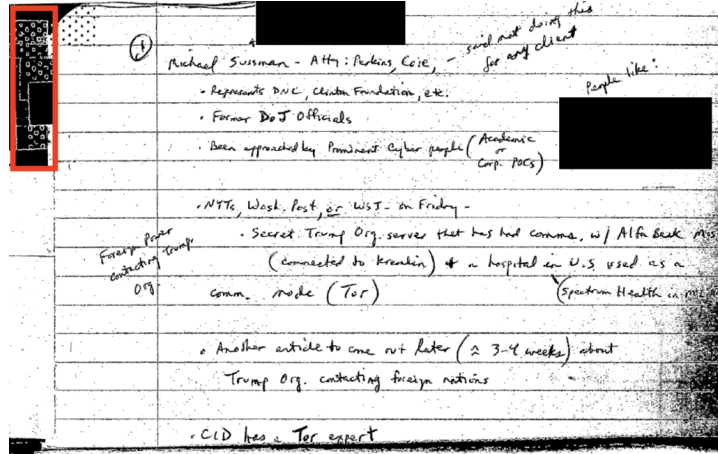 ①
Michael Sussman - Atty: Perkins, Coie, - said not doing this for any client
• Represents DNC, Clinton Foundation, etc.
People like:
• Former DoJ Officials
• Been approached by Prominent Cyber people (Academic or Corp. POCs)
• NYTs, Wash. Post, or WSJ - on Friday -
• Secret Trump Org. server that has had comms. w/ Alfa Bank
(connected to Kremlin) + a hospital in U.S. used as a
comm. node (Tor) (Spectrum Health in
Foreign Power
contacting Trump
Org
• Another article to come out later (≈ 3-4 weeks) about
Trump Org. contacting foreign nations
• CID has a Tor expert